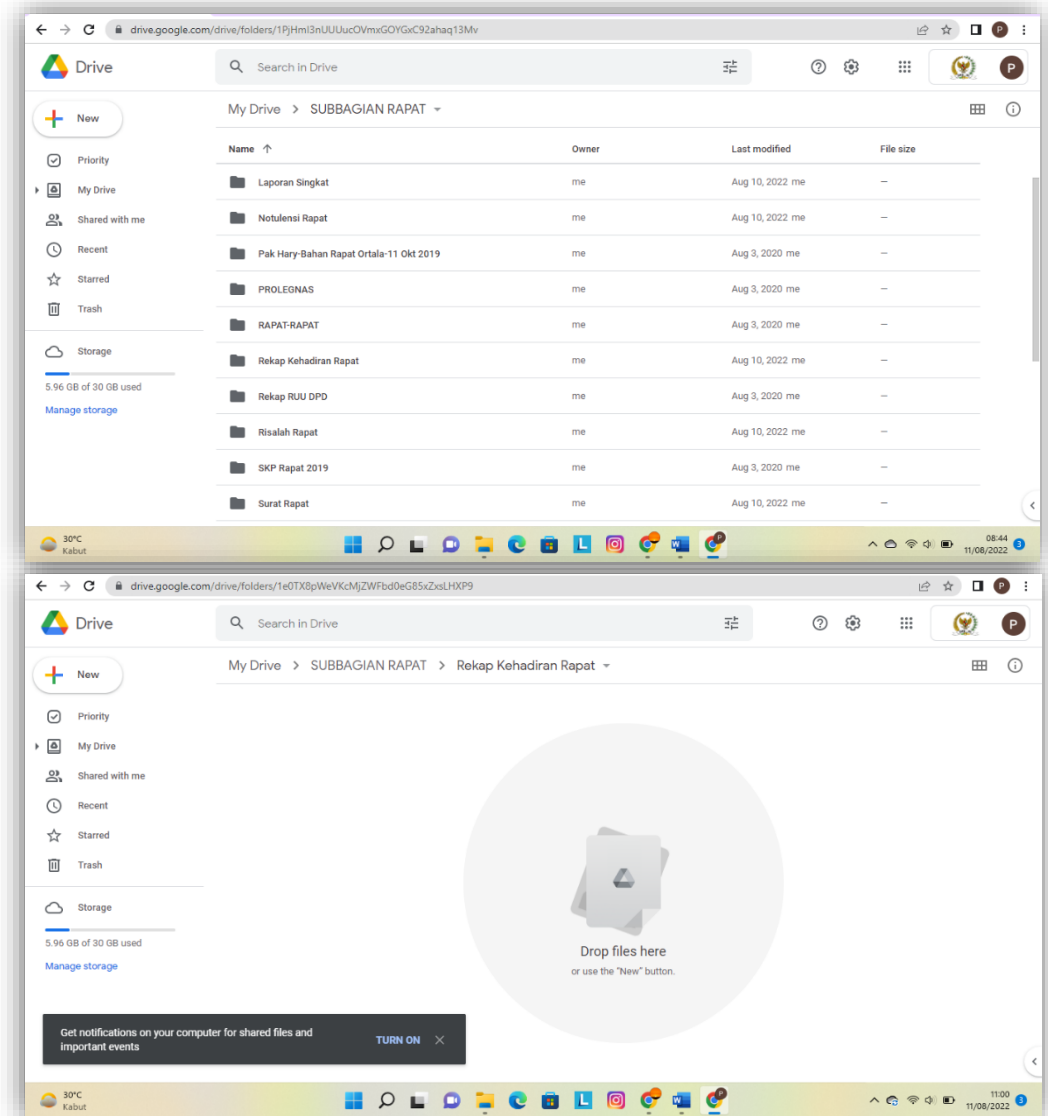 drive.google.com/drive/folders/1PjHmI3nUUUucOVmxGOYGxC92ahaq13Mv
P
Drive
Search in Drive
P
New
My Drive > SUBBAGIAN RAPAT
Name Owner Last modified File size
Priority
My Drive
Shared with me
Recent
Starred
Trash
Storage
5.96 GB of 30 GB used
Manage storage
Laporan Singkat me Aug 10, 2022 me –
Notulensi Rapat me Aug 10, 2022 me –
Pak Hary-Bahan Rapat Ortala-11 Okt 2019 me Aug 3, 2020 me –
PROLEGNAS me Aug 3, 2020 me –
RAPAT-RAPAT me Aug 3, 2020 me –
Rekap Kehadiran Rapat me Aug 10, 2022 me –
Rekap RUU DPD me Aug 3, 2020 me –
Risalah Rapat me Aug 10, 2022 me –
SKP Rapat 2019 me Aug 3, 2020 me –
Surat Rapat me Aug 10, 2022 me –
30°C
Kabut
08:44
11/08/2022 3
drive.google.com/drive/folders/1e0TX8pWeVKcMjZWFbd0eG85xZxsLHXP9
P
Drive
Search in Drive
P
New
My Drive > SUBBAGIAN RAPAT > Rekap Kehadiran Rapat
Priority
My Drive
Shared with me
Recent
Starred
Trash
Storage
5.96 GB of 30 GB used
Manage storage
Drop files here
or use the "New" button.
Get notifications on your computer for shared files and
important events
TURN ON
30°C
Kabut
11:00
11/08/2022 3